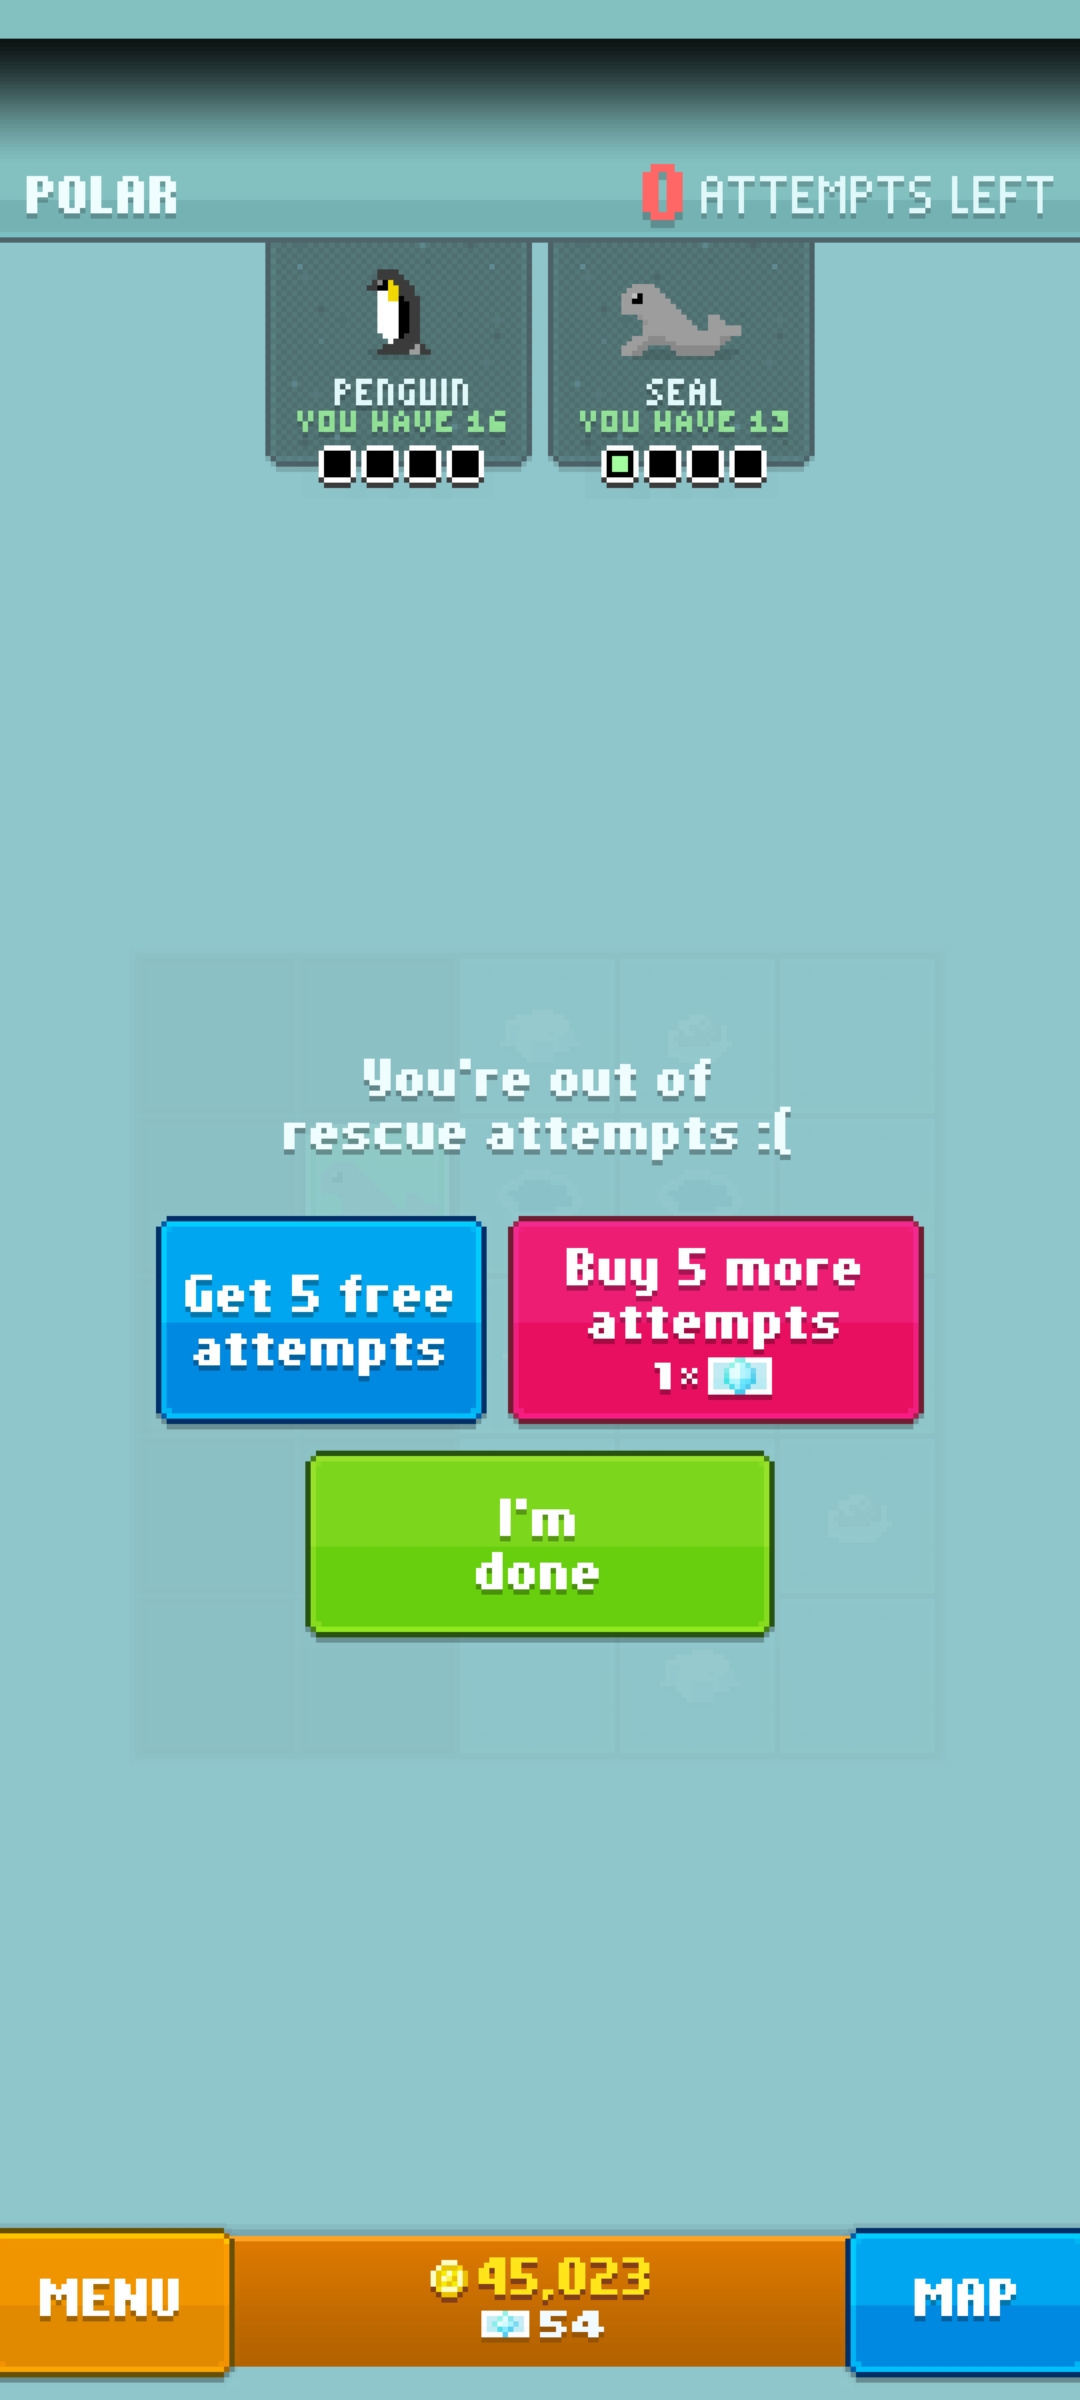 POLAR
0 ATTEMPTS LEFT
PENGUIN
YOU HAVE 16
SEAL
YOU HAVE 13
You're out of
rescue attempts :(
Get 5 free
attempts
Buy 5 more
attempts
1×
I'm
done
MENU
45,023
54
MAP